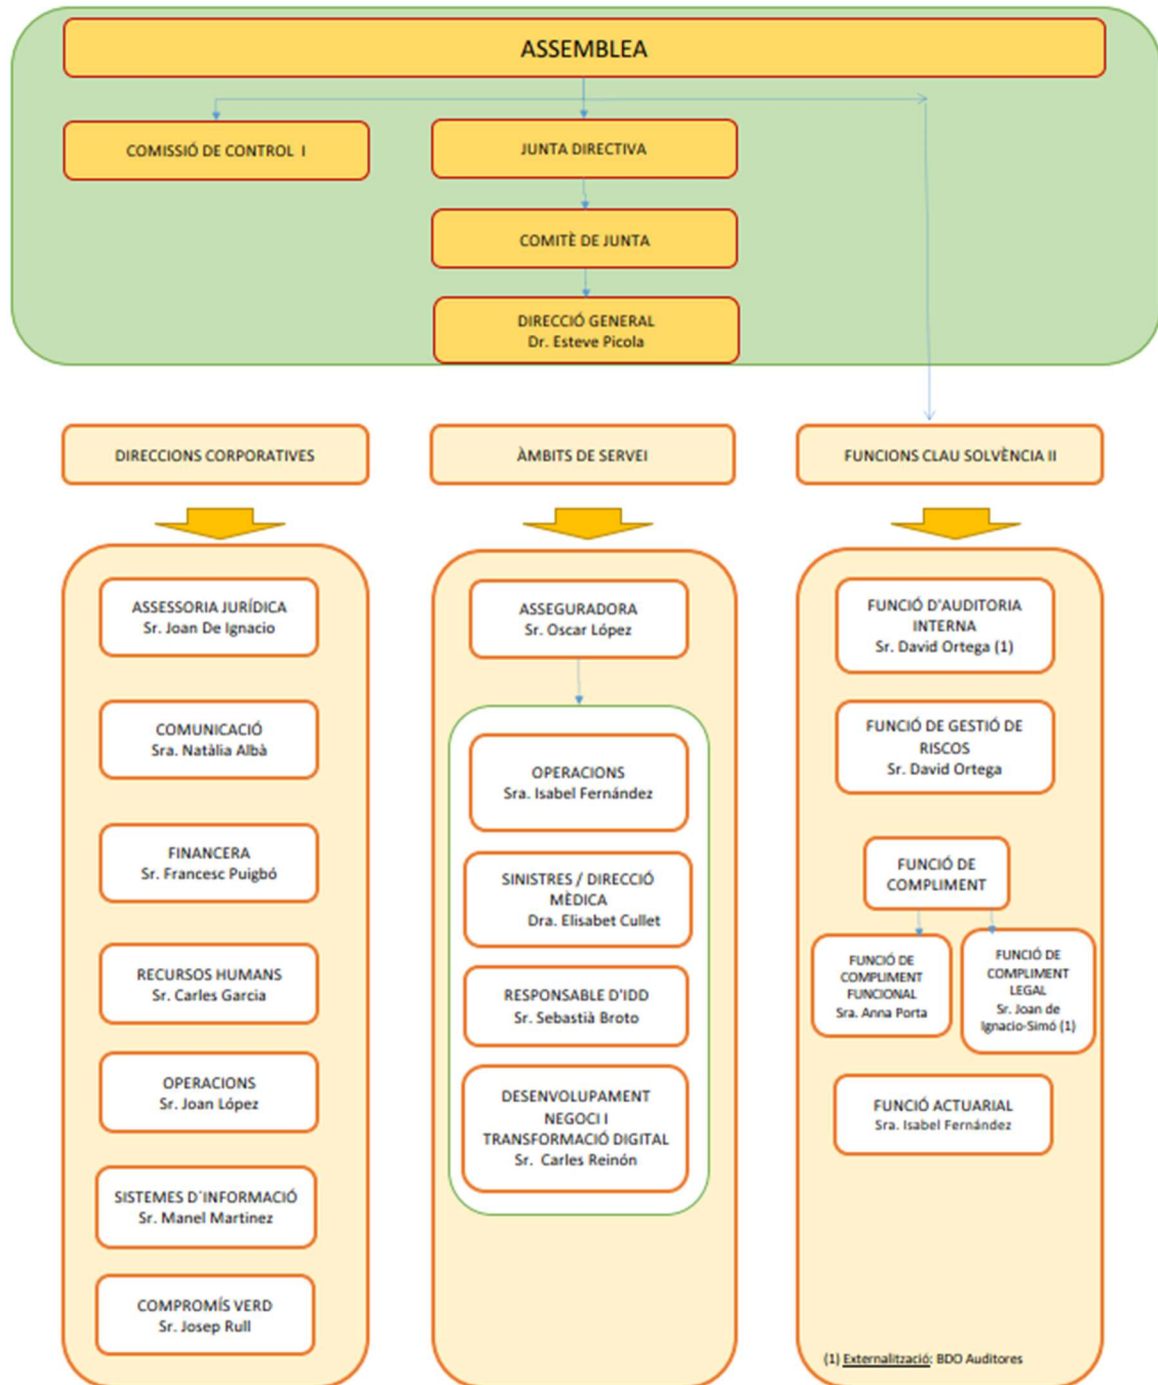 ASSEMBLEA
COMISSIÓ DE CONTROL I
JUNTA DIRECTIVA
COMITÈ DE JUNTA
DIRECCIÓ GENERAL
Dr. Esteve Picola
DIRECCIONS CORPORATIVES
ÀMBITS DE SERVEI
FUNCIONS CLAU SOLVÈNCIA II
ASSESSORIA JURÍDICA
Sr. Joan De Ignacio
COMUNICACIÓ
Sra. Natàlia Albà
FINANCERA
Sr. Francesc Puigbó
RECURSOS HUMANS
Sr. Carles Garcia
OPERACIONS
Sr. Joan López
SISTEMES D´INFORMACIÓ
Sr. Manel Martinez
COMPROMÍS VERD
Sr. Josep Rull
ASSEGURADORA
Sr. Oscar López
OPERACIONS
Sra. Isabel Fernández
SINISTRES / DIRECCIÓ
MÈDICA
Dra. Elisabet Cullet
RESPONSABLE D'IDD
Sr. Sebastià Broto
DESENVOLUPAMENT
NEGOCI I
TRANSFORMACIÓ DIGITAL
Sr. Carles Reinón
FUNCIÓ D'AUDITORIA
INTERNA
Sr. David Ortega (1)
FUNCIÓ DE GESTIÓ DE
RISCOS
Sr. David Ortega
FUNCIÓ DE
COMPLIMENT
FUNCIÓ DE
COMPLIMENT
FUNCIONAL
Sra. Anna Porta
FUNCIÓ DE
COMPLIMENT
LEGAL
Sr. Joan de
Ignacio-Simó (1)
FUNCIÓ ACTUARIAL
Sra. Isabel Fernández
(1) Externalització: BDO Auditores